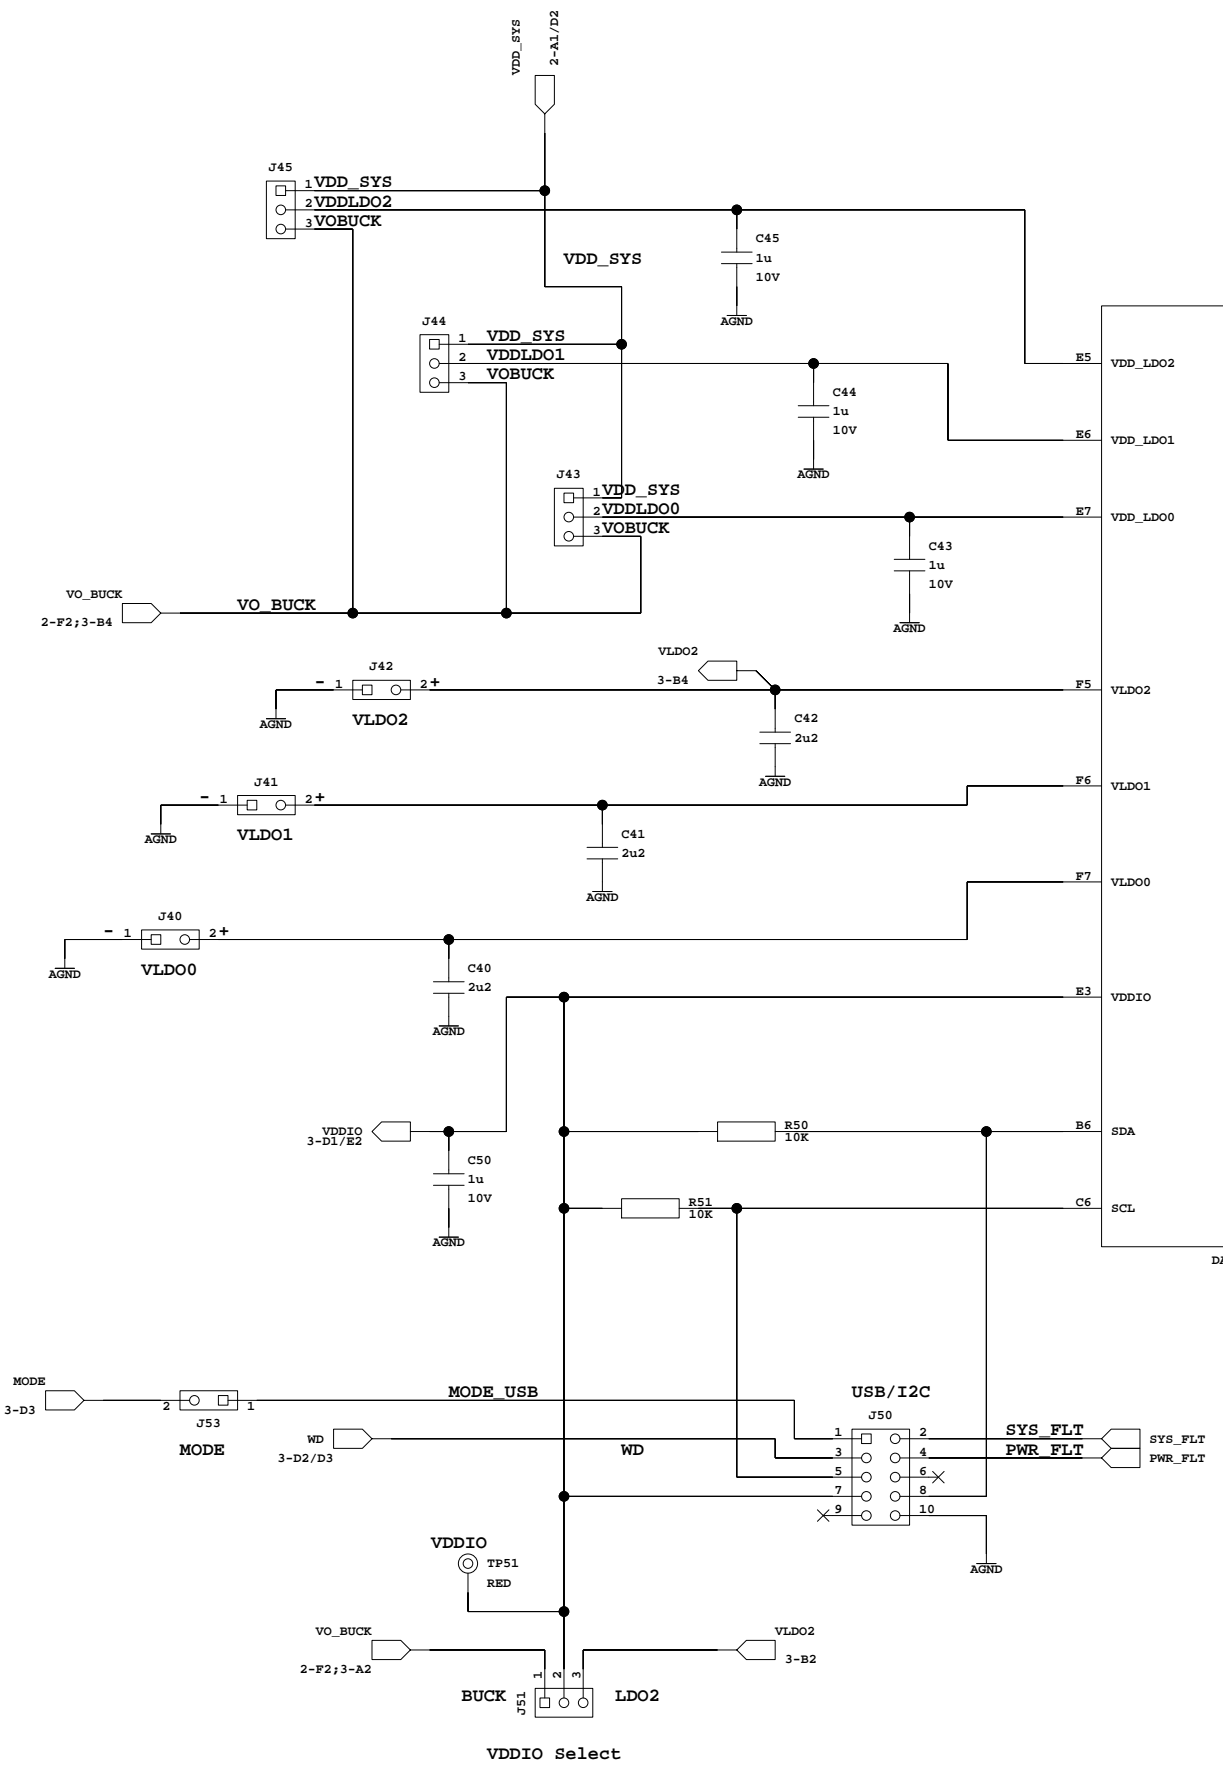 VDD_SYS
2-A1/D2
J45
1 VDD_SYS
2 VDDLDO2
3 VOBUCK
C45
1u
10V
AGND
VDD_SYS
J44
1 VDD_SYS
2 VDDLDO1
3 VOBUCK
E5 VDD_LDO2
C44
1u
10V
AGND
E6 VDD_LDO1
J43
1 VDD_SYS
2 VDDLDO0
3 VOBUCK
E7 VDD_LDO0
C43
1u
10V
AGND
VO_BUCK
2-F2;3-B4
VO_BUCK
VLDO2
3-B4
J42
- 1 2 +
AGND
VLDO2
F5 VLDO2
C42
2u2
AGND
J41
- 1 2 +
AGND
VLDO1
F6 VLDO1
C41
2u2
AGND
F7 VLDO0
J40
- 1 2 +
AGND
VLDO0
C40
2u2
AGND
E3 VDDIO
VDDIO
3-D1/E2
C50
1u
10V
AGND
R50
10K
B6 SDA
R51
10K
C6 SCL
DA
MODE
3-D3
2 1
J53
MODE
MODE_USB
USB/I2C
J50
WD
3-D2/D3
WD
1 2
3 4
5 6
7 8
9 10
SYS_FLT
PWR_FLT
SYS_FLT
PWR_FLT
AGND
VDDIO
TP51
RED
VO_BUCK
2-F2;3-A2
VLDO2
3-B2
1 2 3
BUCK
J51
LDO2
VDDIO Select